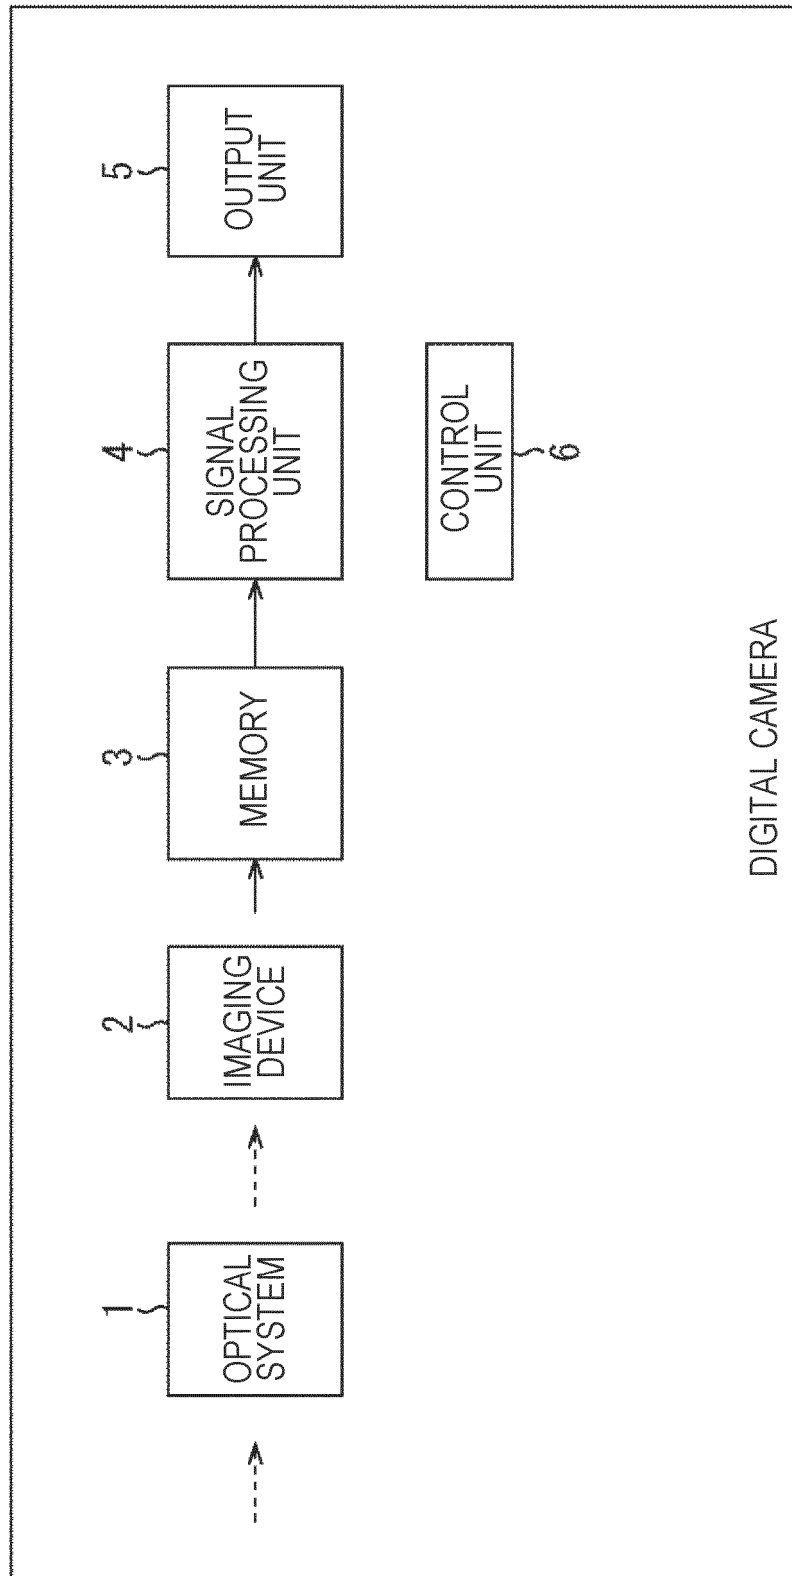 1
OPTICAL
SYSTEM
2
IMAGING
DEVICE
3
MEMORY
4
SIGNAL
PROCESSING
UNIT
5
OUTPUT
UNIT
CONTROL
UNIT
6
DIGITAL CAMERA